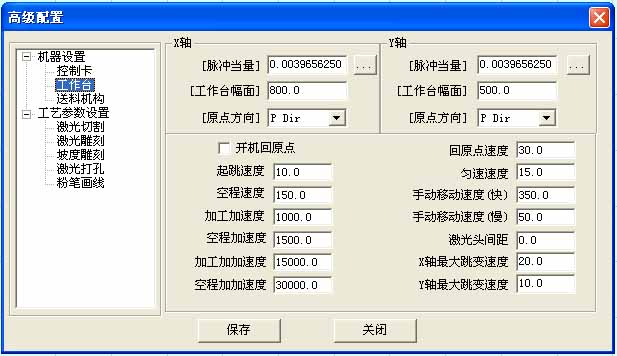 高级配置
机器设置
控制卡
工作台
送料机构
工艺参数设置
激光切割
激光雕刻
坡度雕刻
激光打孔
粉笔画线
X轴
[脉冲当量] 0.0039656250 ...
[工作台幅面] 800.0
[原点方向] P Dir
Y轴
[脉冲当量] 0.0039656250 ...
[工作台幅面] 500.0
[原点方向] P Dir
开机回原点
起跳速度 10.0
空程速度 150.0
加工加速度 1000.0
空程加速度 1500.0
加工加加速度 15000.0
空程加加速度 30000.0
回原点速度 30.0
匀速速度 15.0
手动移动速度(快) 350.0
手动移动速度(慢) 50.0
激光头间距 0.0
X轴最大跳变速度 20.0
Y轴最大跳变速度 10.0
保存 关闭